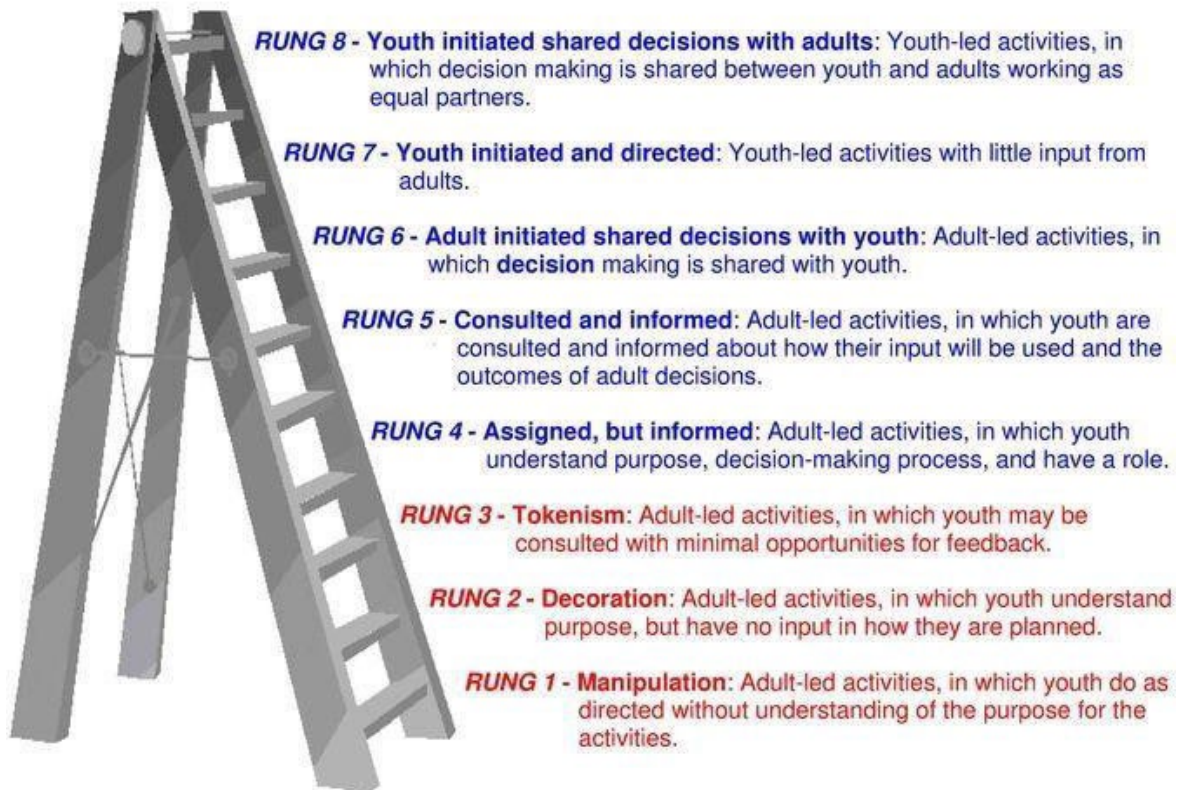 RUNG 8 - Youth initiated shared decisions with adults: Youth-led activities, in
which decision making is shared between youth and adults working as
equal partners.
RUNG 7 - Youth initiated and directed: Youth-led activities with little input from
adults.
RUNG 6 - Adult initiated shared decisions with youth: Adult-led activities, in
which decision making is shared with youth.
RUNG 5 - Consulted and informed: Adult-led activities, in which youth are
consulted and informed about how their input will be used and the
outcomes of adult decisions.
RUNG 4 - Assigned, but informed: Adult-led activities, in which youth
understand purpose, decision-making process, and have a role.
RUNG 3 - Tokenism: Adult-led activities, in which youth may be
consulted with minimal opportunities for feedback.
RUNG 2 - Decoration: Adult-led activities, in which youth understand
purpose, but have no input in how they are planned.
RUNG 1 - Manipulation: Adult-led activities, in which youth do as
directed without understanding of the purpose for the
activities.